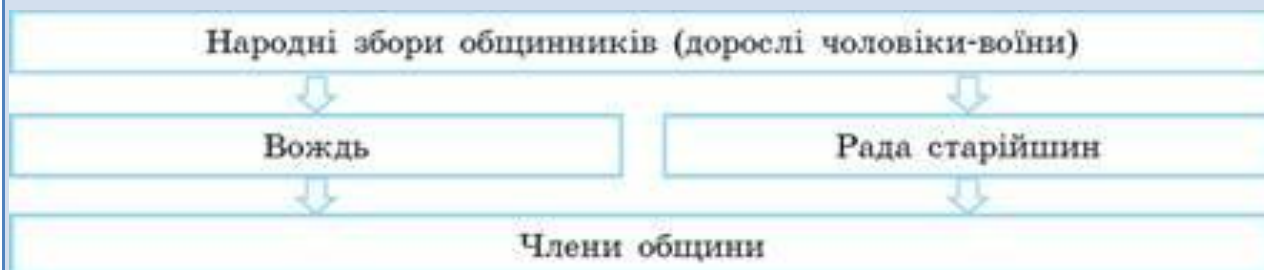 Народні збори общинників (дорослі чоловіки-воїни)
Вождь
Рада старійшин
Члени общини